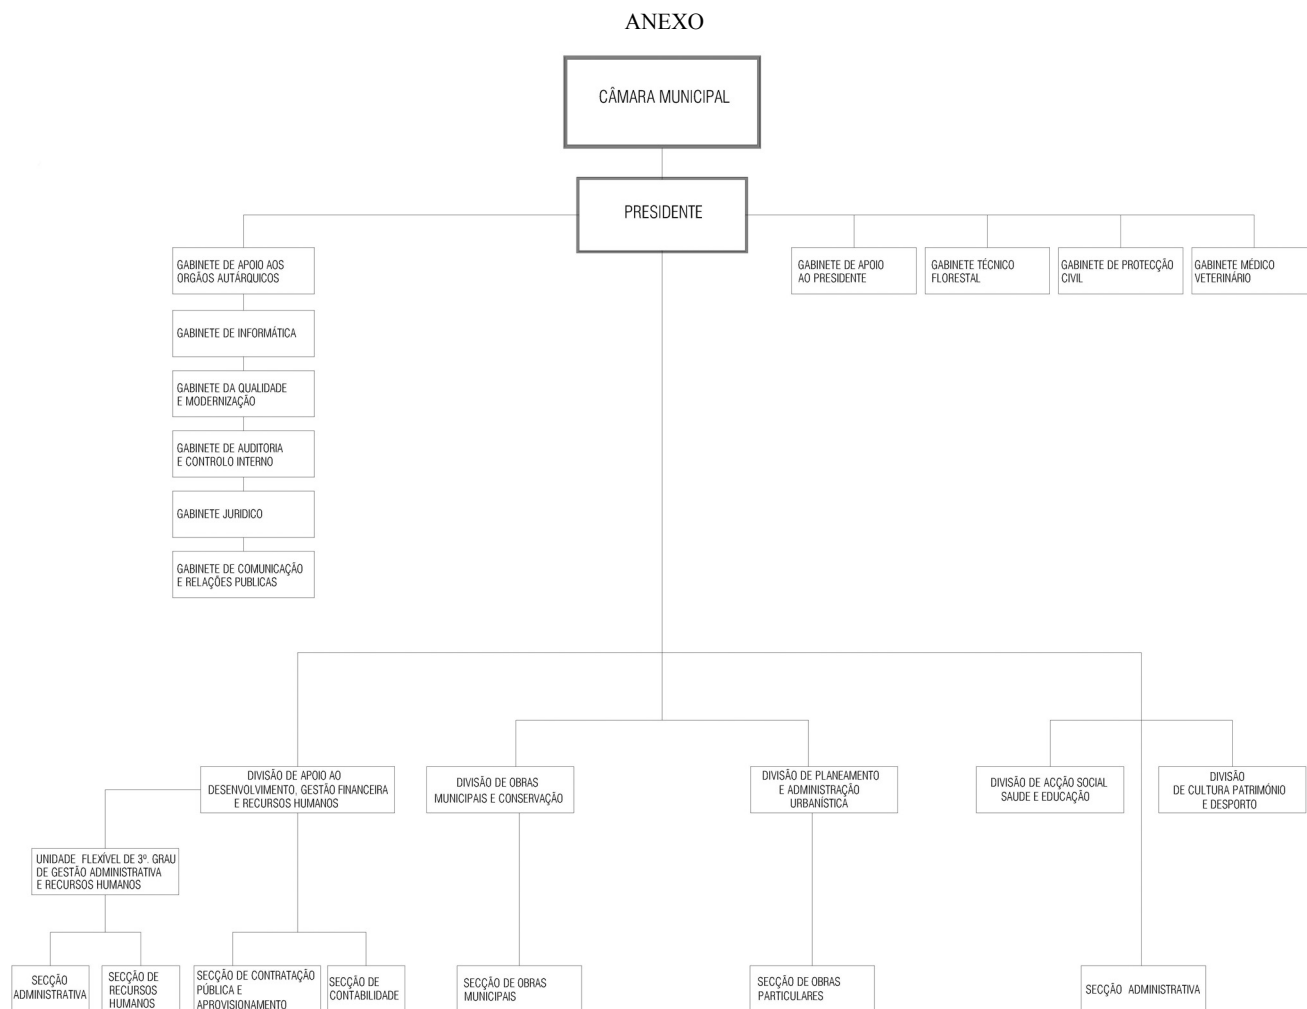 ANEXO
CÂMARA MUNICIPAL
PRESIDENTE
GABINETE DE APOIO AOS
ORGÃOS AUTÁRQUICOS
GABINETE DE INFORMÁTICA
GABINETE DA QUALIDADE
E MODERNIZAÇÃO
GABINETE DE AUDITORIA
E CONTROLO INTERNO
GABINETE JURIDICO
GABINETE DE COMUNICAÇÃO
E RELAÇÕES PUBLICAS
GABINETE DE APOIO
AO PRESIDENTE
GABINETE TÉCNICO
FLORESTAL
GABINETE DE PROTECÇÃO
CIVIL
GABINETE MÉDICO
VETERINÁRIO
DIVISÃO DE APOIO AO
DESENVOLVIMENTO, GESTÃO FINANCEIRA
E RECURSOS HUMANOS
DIVISÃO DE OBRAS
MUNICIPAIS E CONSERVAÇÃO
DIVISÃO DE PLANEAMENTO
E ADMINISTRAÇÃO
URBANÍSTICA
DIVISÃO DE ACÇÃO SOCIAL
SAUDE E EDUCAÇÃO
DIVISÃO
DE CULTURA PATRIMÓNIO
E DESPORTO
UNIDADE FLEXÍVEL DE 3º. GRAU
DE GESTÃO ADMINISTRATIVA
E RECURSOS HUMANOS
SECÇÃO
ADMINISTRATIVA
SECÇÃO DE
RECURSOS
HUMANOS
SECÇÃO DE CONTRATAÇÃO
PÚBLICA E
APROVISIONAMENTO
SECÇÃO DE
CONTABILIDADE
SECÇÃO DE OBRAS
MUNICIPAIS
SECÇÃO DE OBRAS
PARTICULARES
SECÇÃO ADMINISTRATIVA